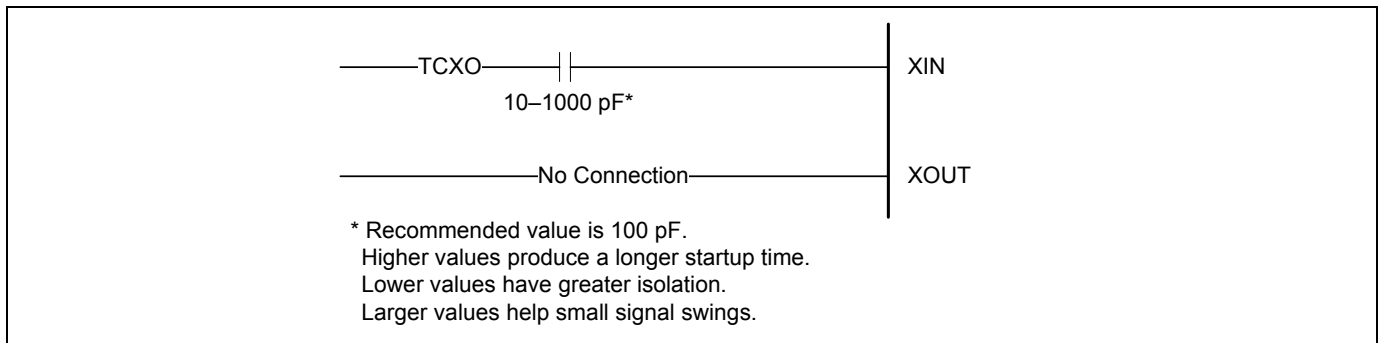 TCXO
XIN
10–1000 pF*
No Connection
XOUT
* Recommended value is 100 pF.
Higher values produce a longer startup time.
Lower values have greater isolation.
Larger values help small signal swings.